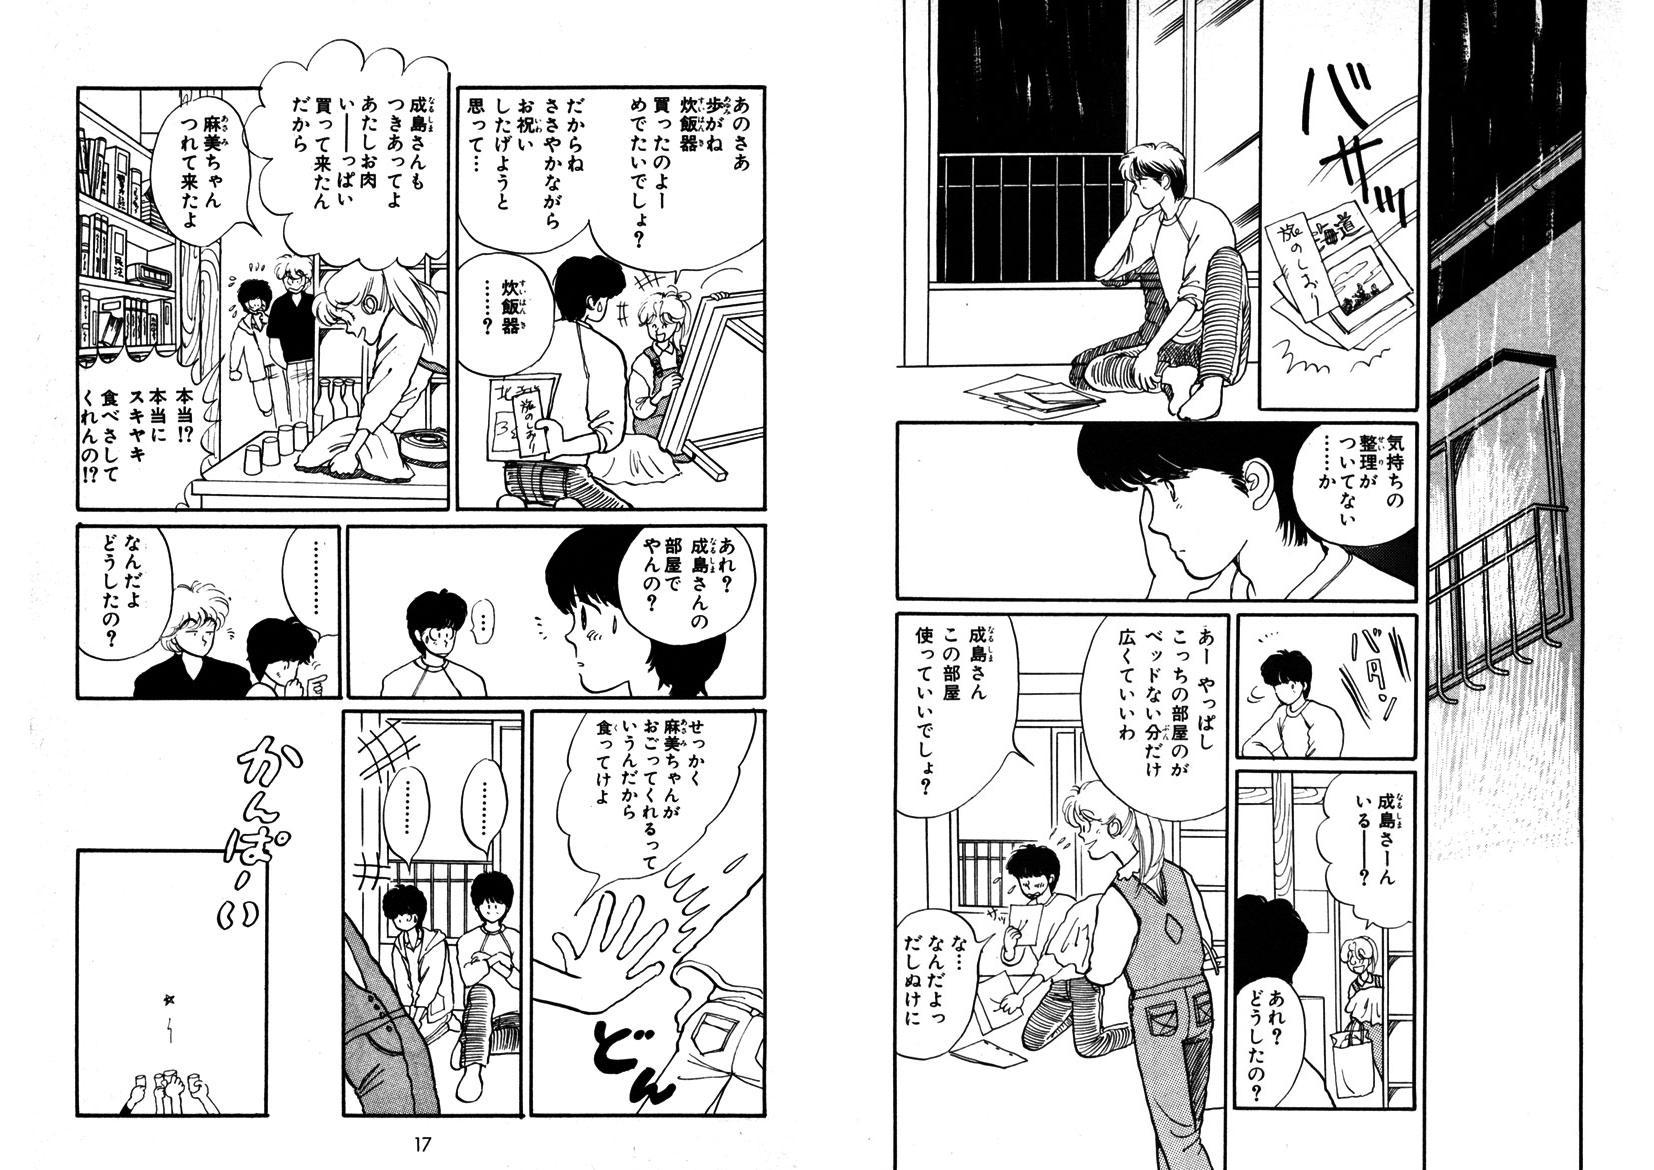 バサッ
北海道
旅の
しおり
気持ちの
整理が
ついてない
……か
バタン
成島さーん
いる——？
あれ？
どうしたの？
あー やっぱし
こっちの部屋のが
ベッドない分だけ
広くていいわ
成島さん
この部屋
使っていいでしょ？
サッ
な…
なんだよっ
だしぬけに
あのさあ
歩がね
炊飯器
買ったのよー
めでたいでしょ？
だからね
ささやかながら
お祝い
したげようと
思って…
炊飯器
……？
旅のしおり
成島さんも
つきあってよ
あたしお肉
い——っぱい
買って来たん
だから
麻美ちゃん
つれて来たよ
民法
本当!?
本当に
スキヤキ
食べさして
くれんの!?
あれ？
成島さんの
部屋で
やんの？
…
………
なんだよ
どうしたの？
せっかく
麻美ちゃんが
おごってくれるって
いうんだから
食ってけよ
どん
………
………
かんぱーい
17